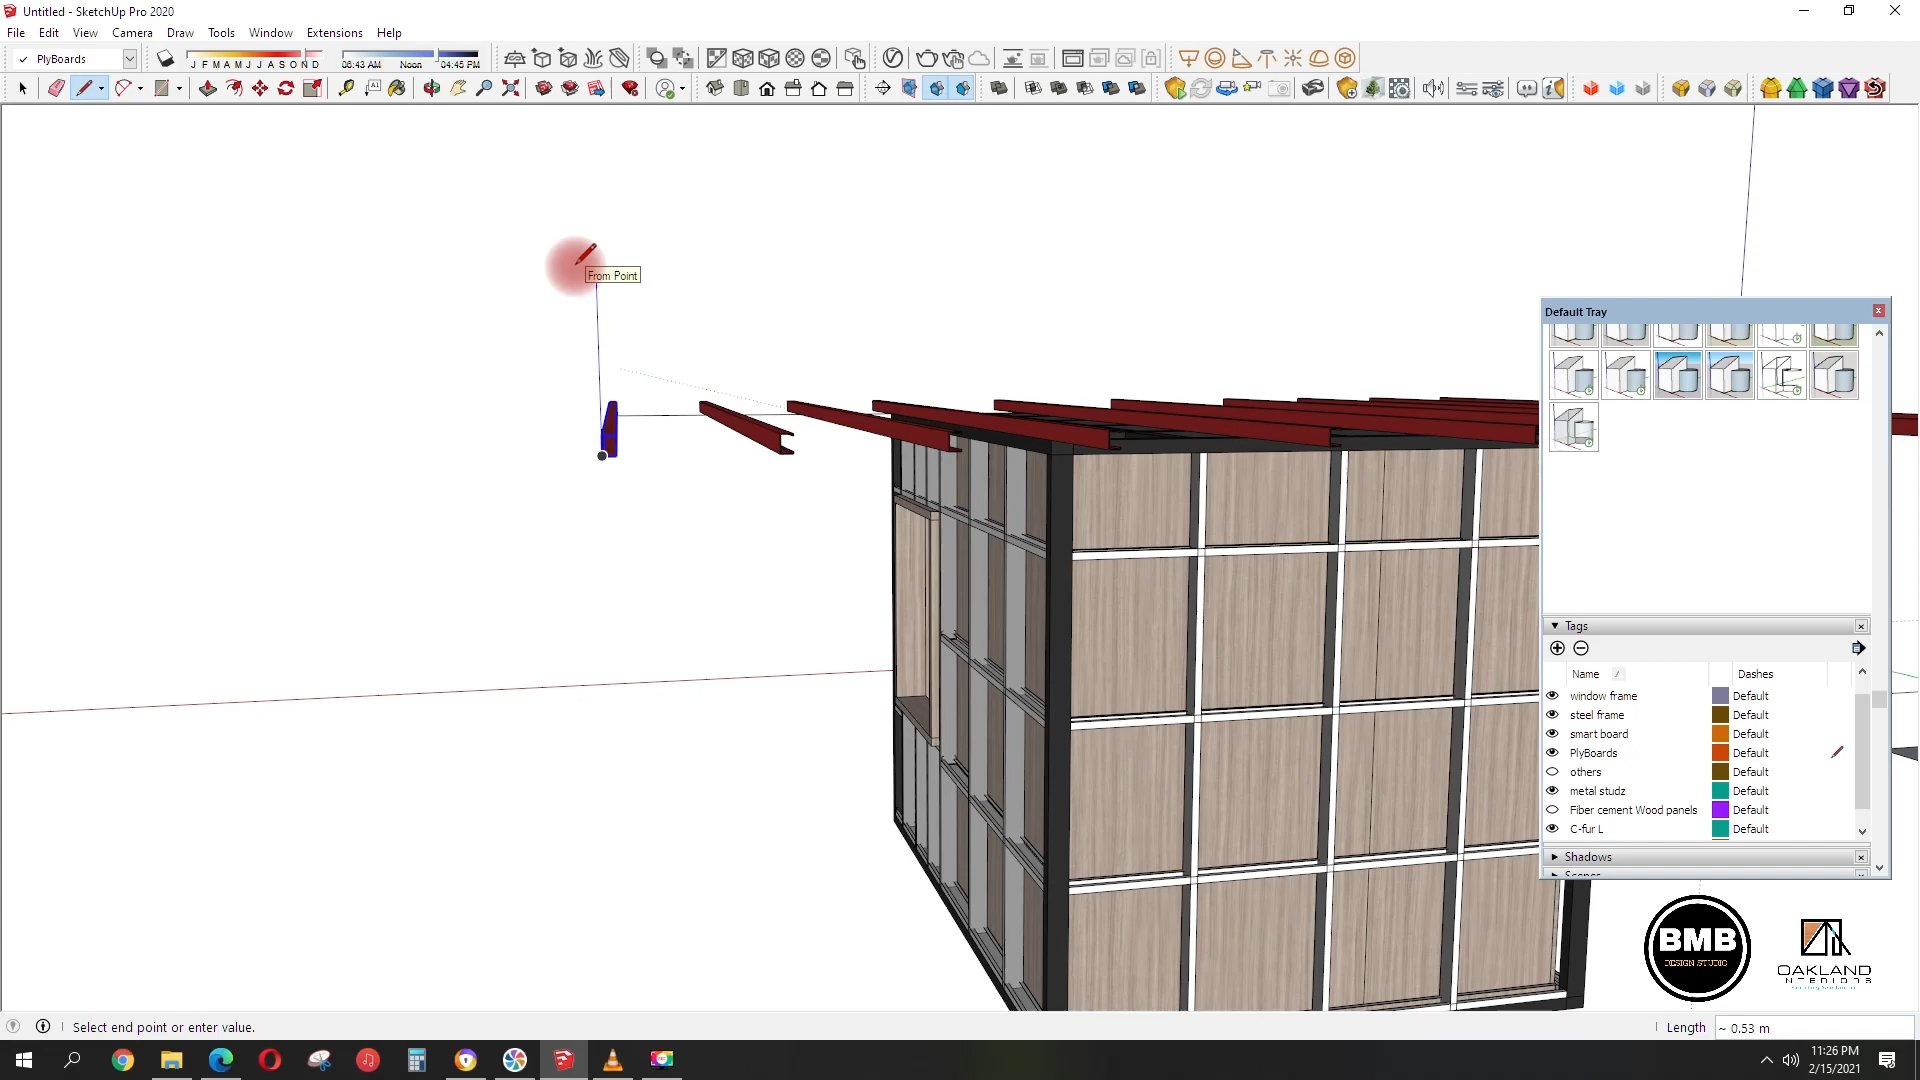 Untitled - SketchUp Pro 2020
File Edit View Camera Draw Tools Window Extensions Help
✓ PlyBoards
J F M A M J J A S O N D
06:43 AM Noon 04:45 PM
From Point
Default Tray
Tags
Name
Dashes
window frame Default
steel frame Default
smart board Default
PlyBoards Default
others Default
metal studz Default
Fiber cement Wood panels Default
C-fur L Default
Shadows
Scenes
BMB
DESIGN STUDIO
OAKLAND
INTERIORS
Select end point or enter value.
Length ~ 0.53 m
11:26 PM
2/15/2021